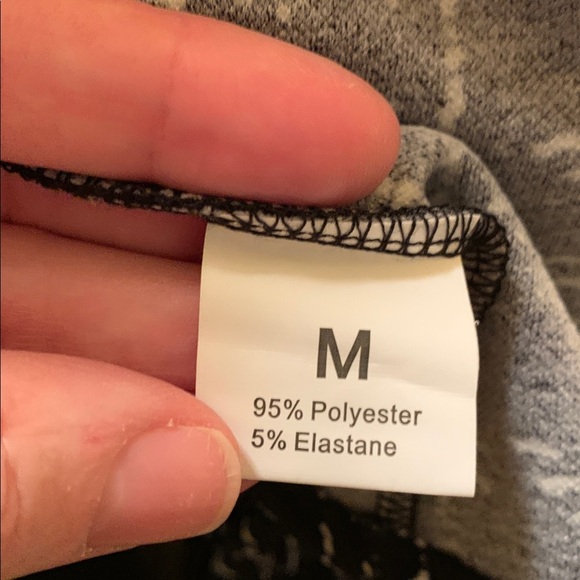 M
95% Polyester
5% Elastane